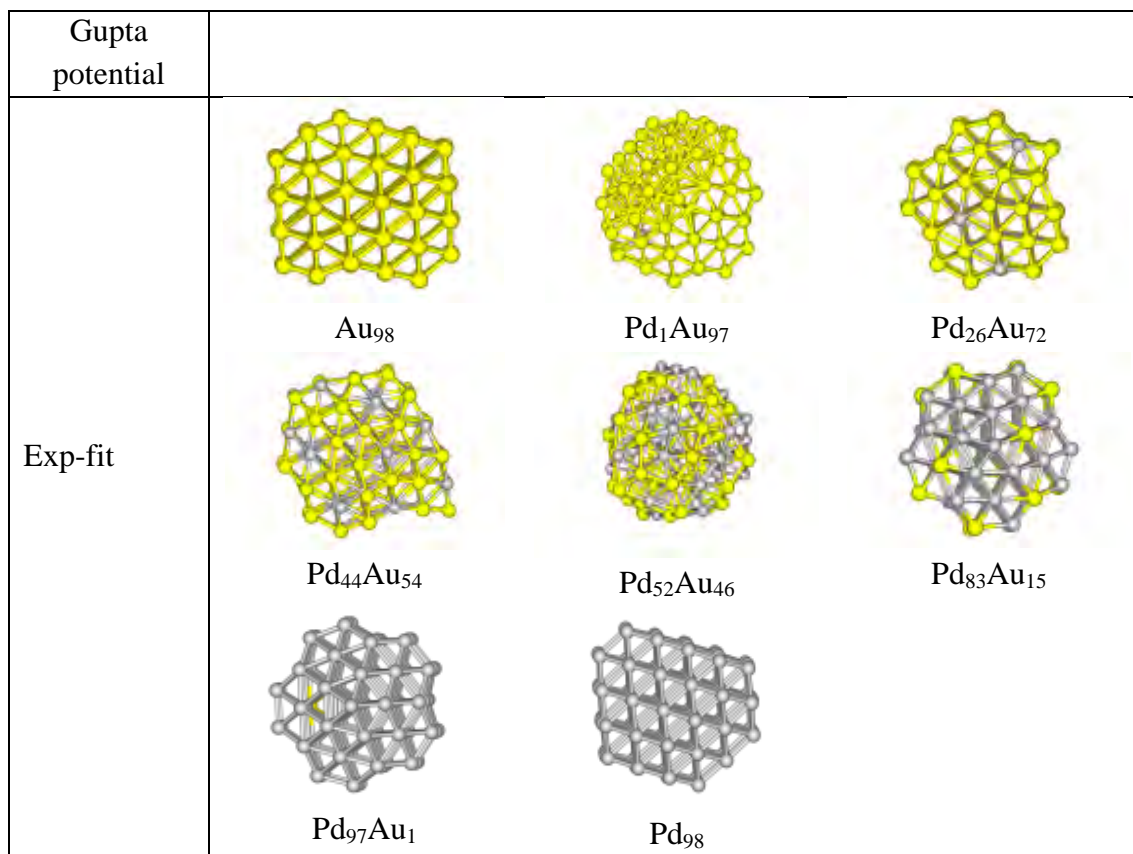 Gupta
potential
Au₉₈ Pd₁Au₉₇ Pd₂₆Au₇₂
Exp-fit
Pd₄₄Au₅₄ Pd₅₂Au₄₆ Pd₈₃Au₁₅
Pd₉₇Au₁ Pd₉₈